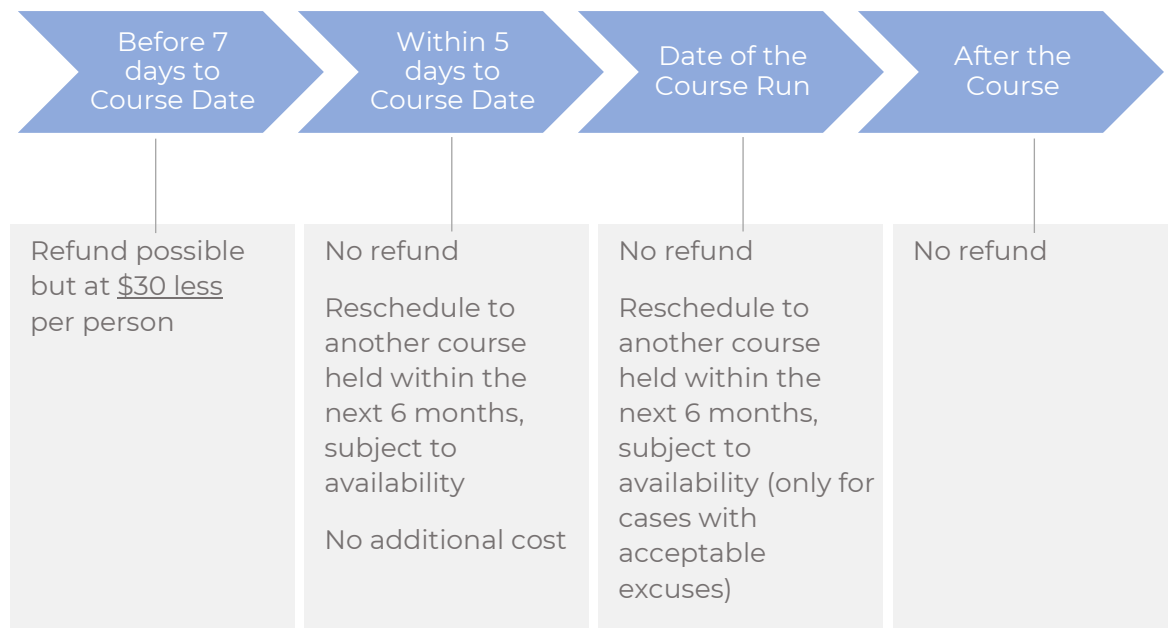 Before 7
days to
Course Date
Within 5
days to
Course Date
Date of the
Course Run
After the
Course
Refund possible
but at $30 less
per person
No refund
Reschedule to
another course
held within the
next 6 months,
subject to
availability
No additional cost
No refund
Reschedule to
another course
held within the
next 6 months,
subject to
availability (only for
cases with
acceptable
excuses)
No refund